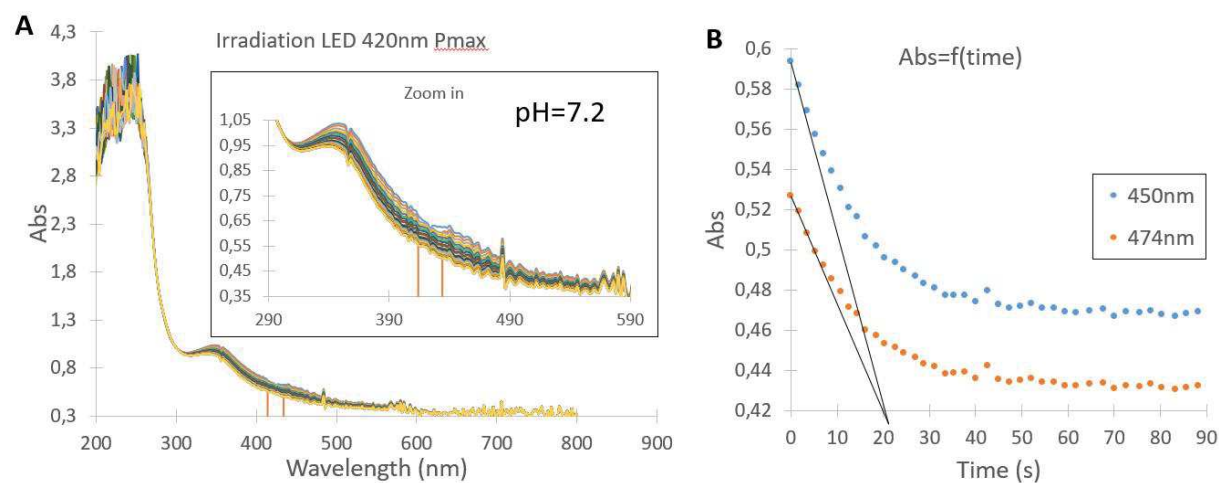 A
Irradiation LED 420nm Pmax
4,3
3,8
3,3
2,8
2,3
1,8
1,3
0,8
0,3
Abs
200 300 400 500 600 700 800 900
Wavelength (nm)
Zoom in
pH=7.2
1,05
0,95
0,85
0,75
0,65
0,55
0,45
0,35
290 390 490 590
B
Abs=f(time)
0,6
0,58
0,56
0,54
0,52
0,5
0,48
0,46
0,44
0,42
Abs
450nm
474nm
0 10 20 30 40 50 60 70 80 90
Time (s)